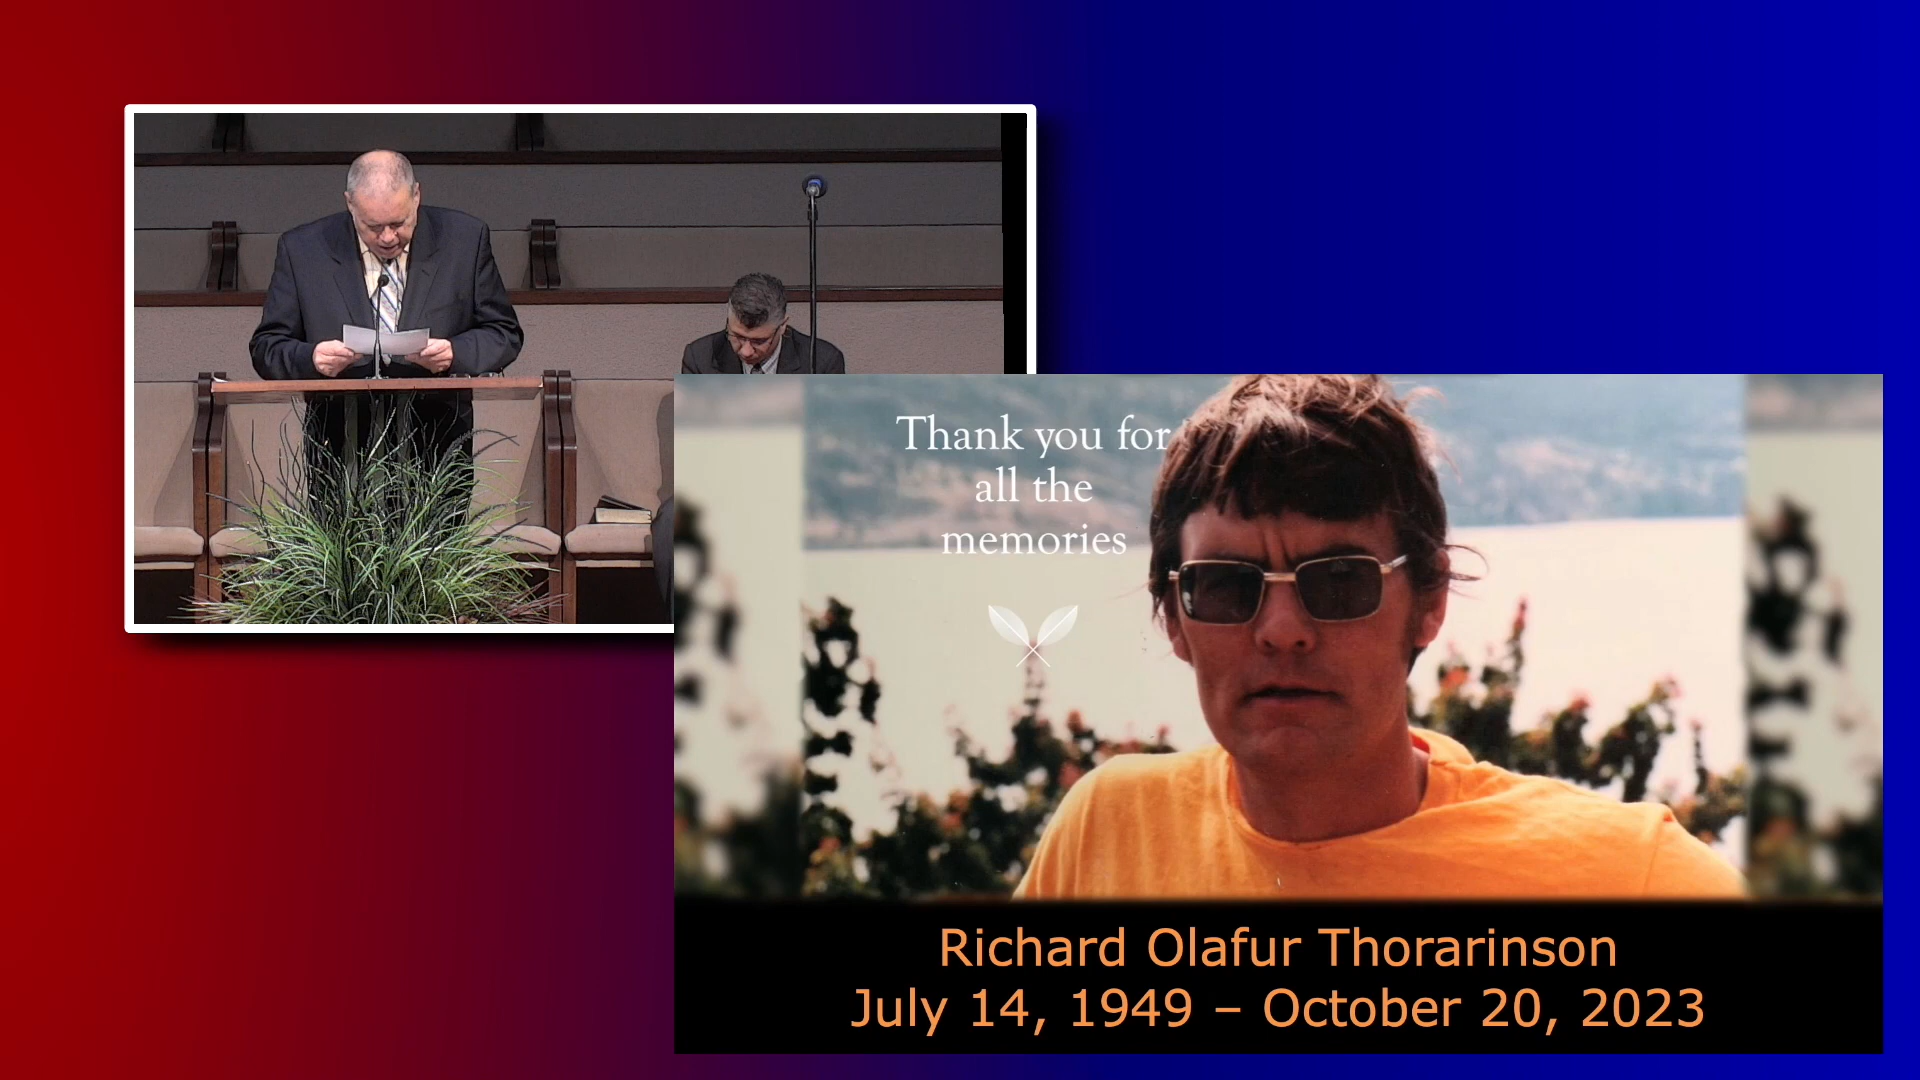 Thank you for
all the
memories
Richard Olafur Thorarinson
July 14, 1949 – October 20, 2023